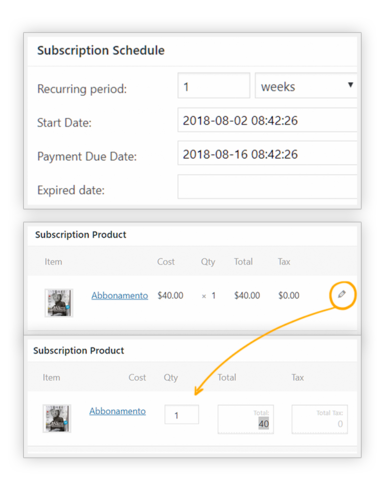 Subscription Schedule
Recurring period: 1 weeks
Start Date: 2018-08-02 08:42:26
Payment Due Date: 2018-08-16 08:42:26
Expired date:
Subscription Product
Item Cost Qty Total Tax
Abbonamento $40.00 × 1 $40.00 $0.00
Subscription Product
Item Cost Qty Total Tax
Abbonamento 1 Total: 40 Total Tax: 0